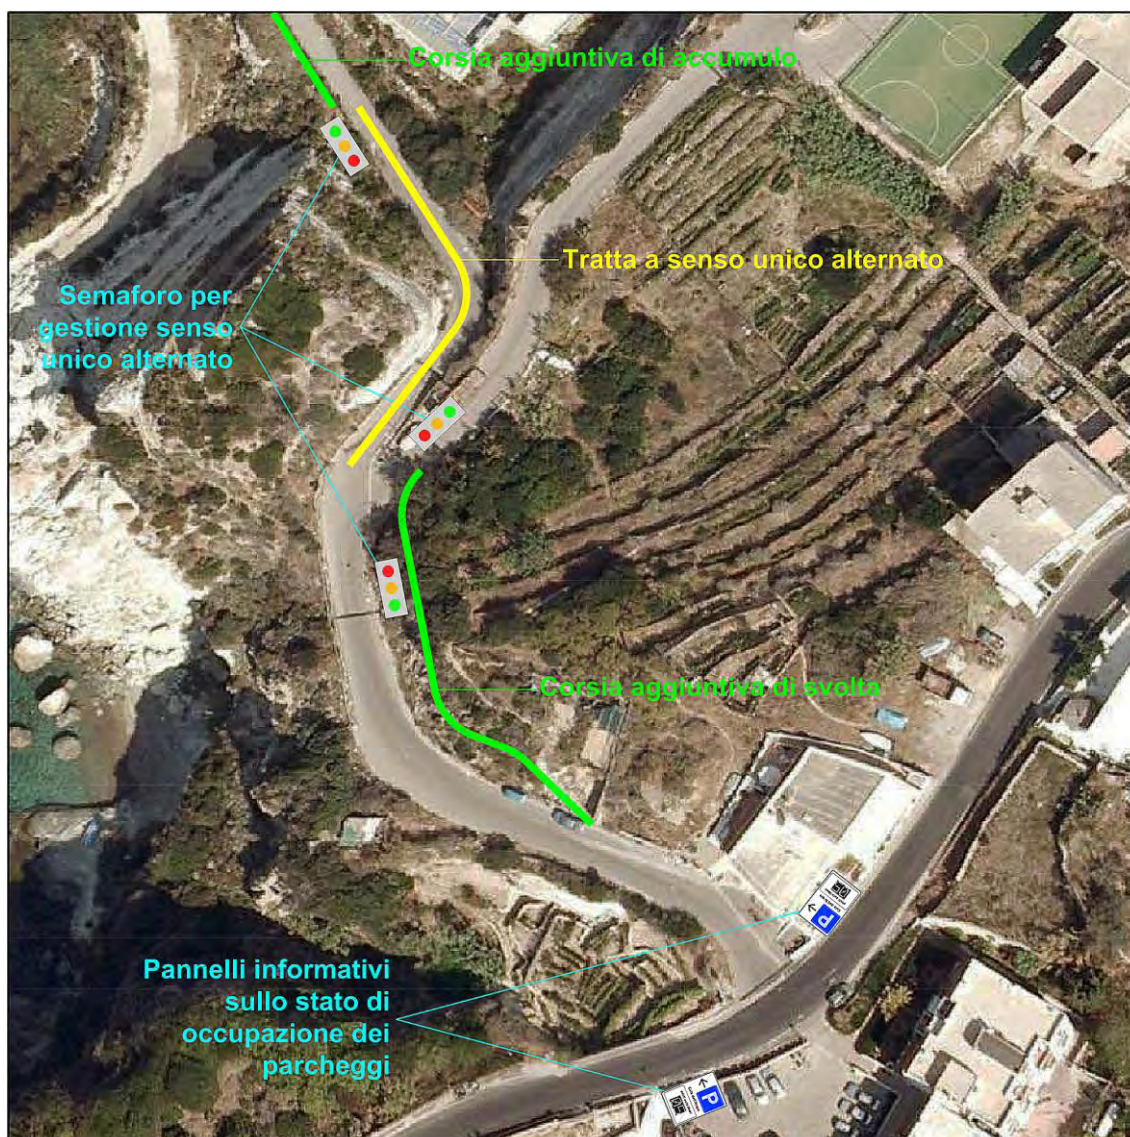 Corsia aggiuntiva di accumulo
Tratta a senso unico alternato
Semaforo per
gestione senso
unico alternato
Corsia aggiuntiva di svolta
Pannelli informativi
sullo stato di
occupazione dei
parcheggi
P
P